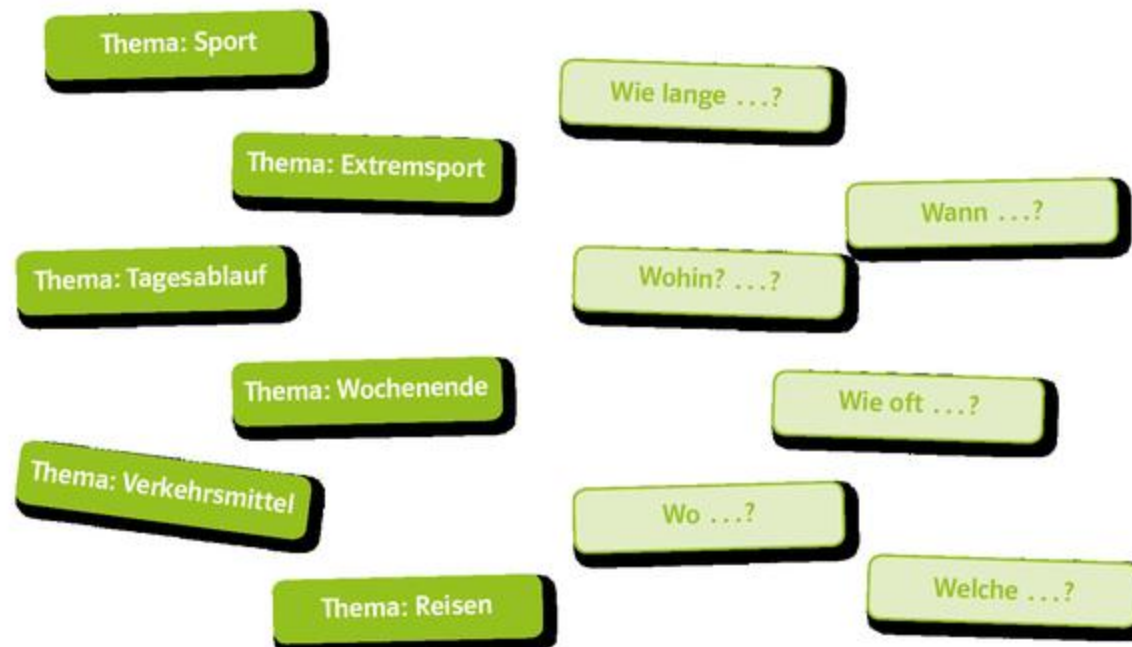 Thema: Sport
Thema: Extremsport
Thema: Tagesablauf
Thema: Wochenende
Thema: Verkehrsmittel
Thema: Reisen
Wie lange ...?
Wann ...?
Wohin? ...?
Wie oft ...?
Wo ...?
Welche ...?